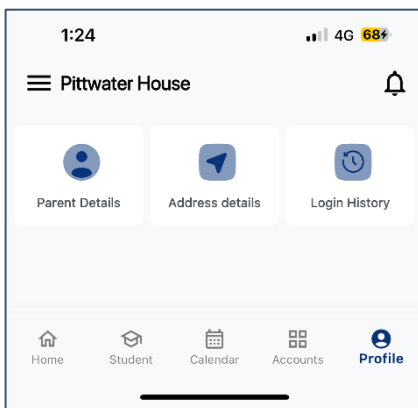 1:24 4G 68
Pittwater House
Parent Details Address details Login History
Home Student Calendar Accounts Profile